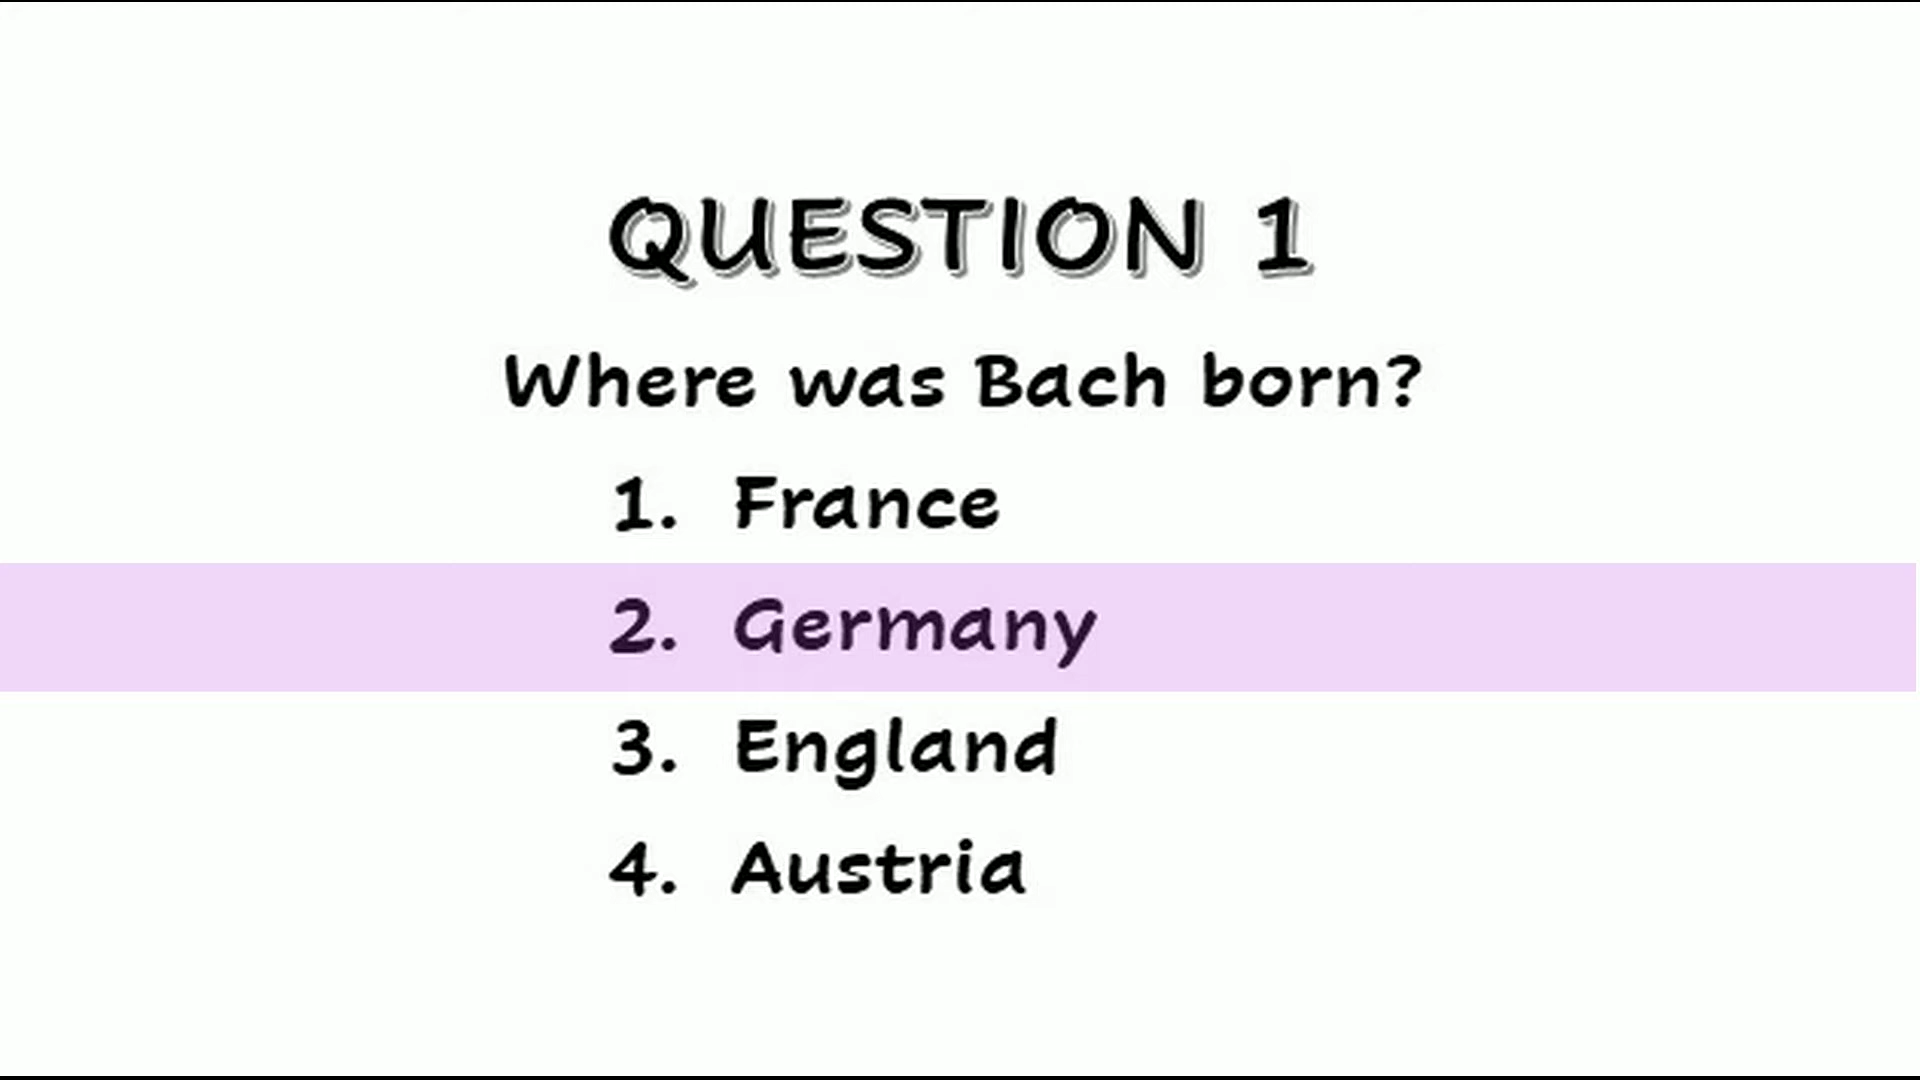 QUESTION 1
Where was Bach born?
1. France
2. Germany
3. England
4. Austria